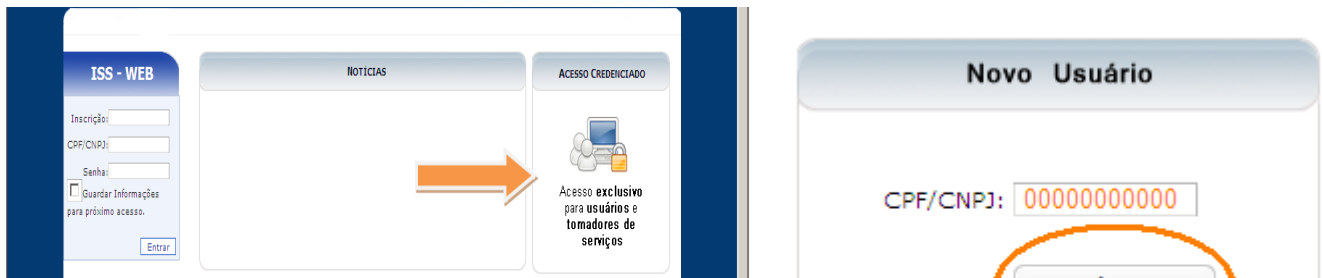 ISS - WEB
Inscrição:
CPF/CNPJ:
Senha:
Guardar Informações
para próximo acesso.
Entrar
NOTÍCIAS
ACESSO CREDENCIADO
Acesso exclusivo
para usuários e
tomadores de
serviços
Novo Usuário
CPF/CNPJ: 00000000000